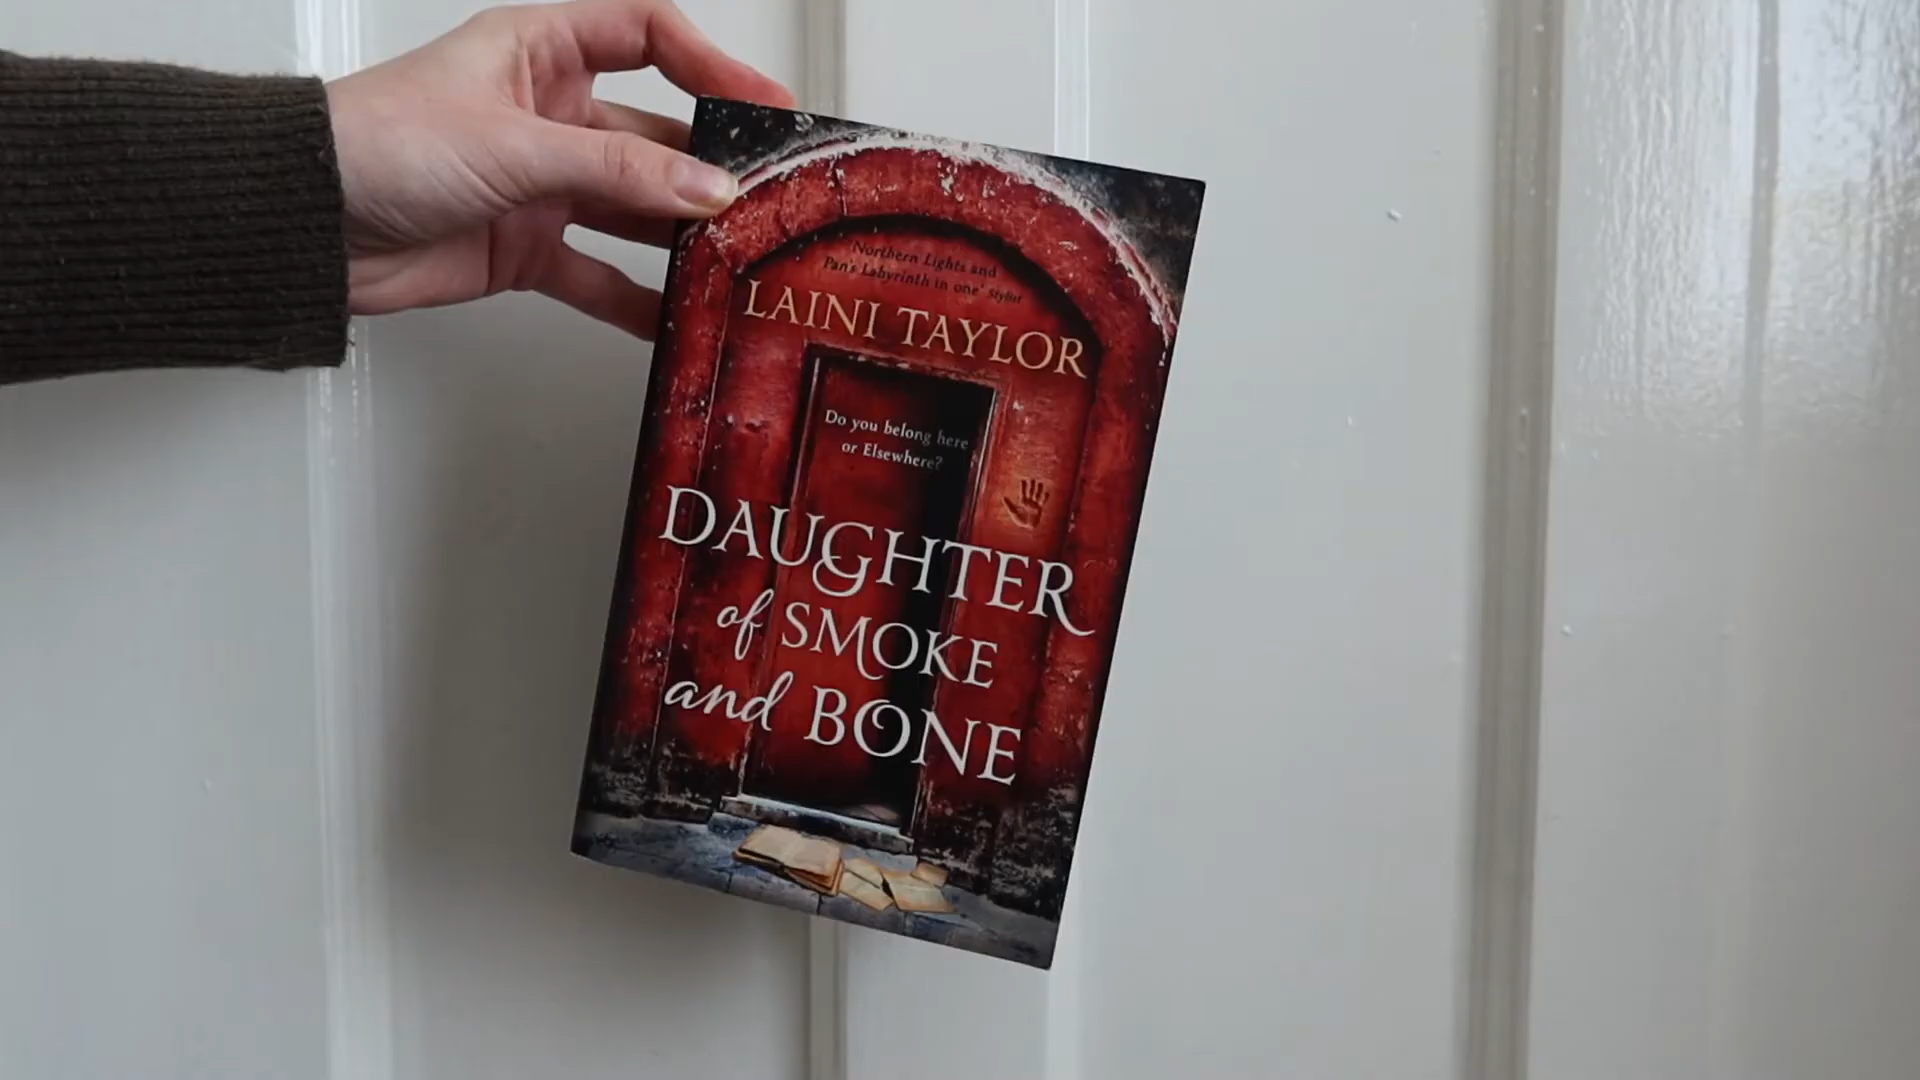 'Northern Lights and
Pan's Labyrinth in one' Stylist
LAINI TAYLOR
Do you belong here
or Elsewhere?
DAUGHTER
of SMOKE
and BONE